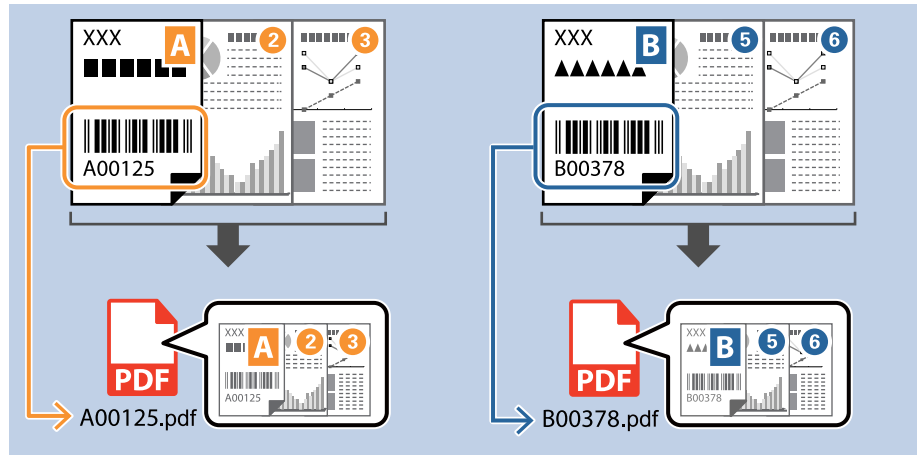 XXX
A
2
3
A00125
XXX
B
5
6
B00378
PDF
XXX
A
2
3
A00125
A00125.pdf
PDF
XXX
B
5
6
B00378
B00378.pdf